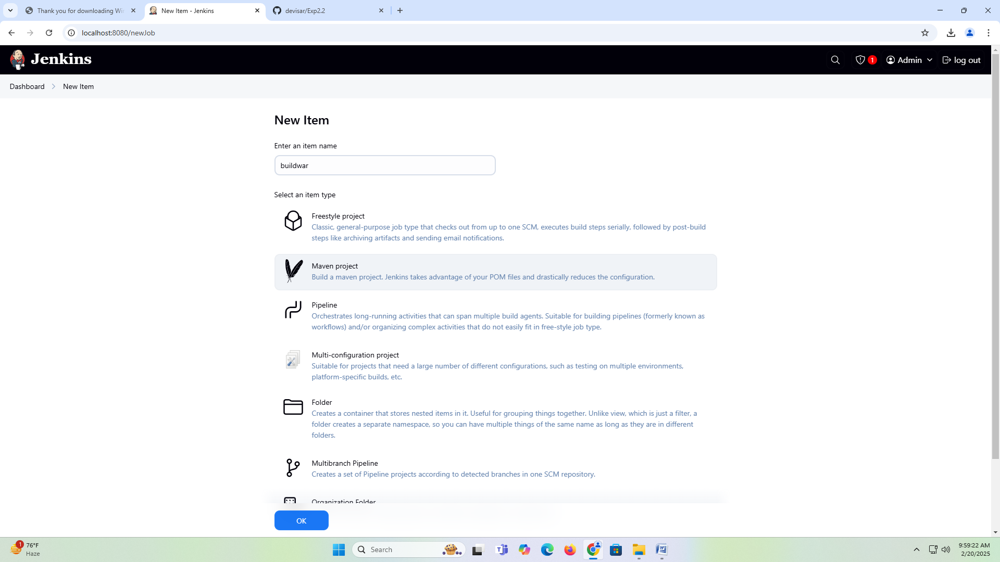 Thank you for downloading Wi
New Item - Jenkins
devisar/Exp2.2
localhost:8080/newJob
Jenkins
1
Admin
log out
Dashboard
New Item
New Item
Enter an item name
buildwar
Select an item type
Freestyle project
Classic, general-purpose job type that checks out from up to one SCM, executes build steps serially, followed by post-build
steps like archiving artifacts and sending email notifications.
Maven project
Build a maven project. Jenkins takes advantage of your POM files and drastically reduces the configuration.
Pipeline
Orchestrates long-running activities that can span multiple build agents. Suitable for building pipelines (formerly known as
workflows) and/or organizing complex activities that do not easily fit in free-style job type.
Multi-configuration project
Suitable for projects that need a large number of different configurations, such as testing on multiple environments,
platform-specific builds, etc.
Folder
Creates a container that stores nested items in it. Useful for grouping things together. Unlike view, which is just a filter, a
folder creates a separate namespace, so you can have multiple things of the same name as long as they are in different
folders.
Multibranch Pipeline
Creates a set of Pipeline projects according to detected branches in one SCM repository.
Organization Folder
OK
1
76°F
Haze
Search
9:59:22 AM
2/20/2025